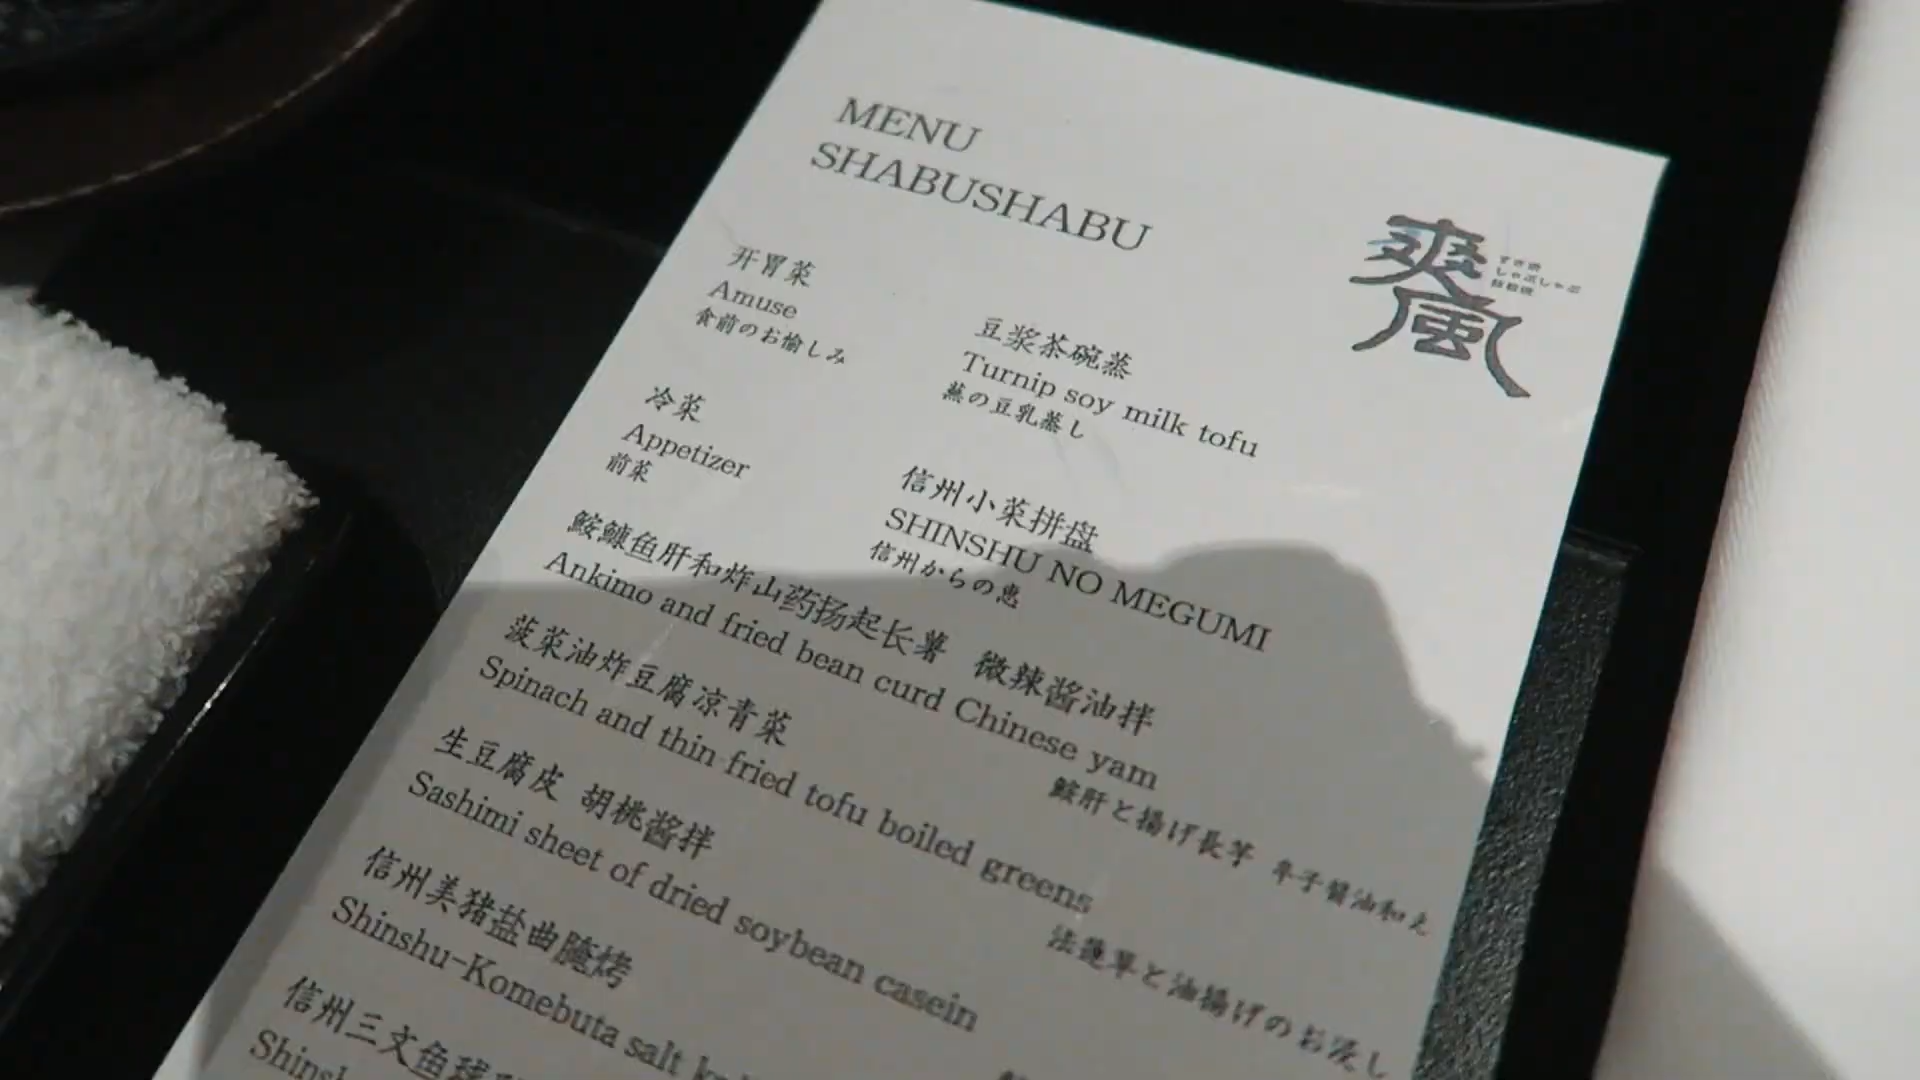 MENU
SHABUSHABU
爽風
しゃぶしゃぶ
开胃菜
Amuse
食前のお愉しみ
豆浆茶碗蒸
Turnip soy milk tofu
蕪の豆乳蒸し
冷菜
Appetizer
前菜
信州小菜拼盘
SHINSHU NO MEGUMI
信州からの恵
鮟鱇鱼肝和炸山药扬起长薯 微辣酱油拌
Ankimo and fried bean curd Chinese yam
鮟肝と揚げ長芋 辛子醤油和え
菠菜油炸豆腐凉青菜
Spinach and thin fried tofu boiled greens
法蓮草と油揚げのお浸し
生豆腐皮 胡桃酱拌
Sashimi sheet of dried soybean casein
信州美猪盐曲腌烤
Shinshu-Komebuta salt
信州三文鱼